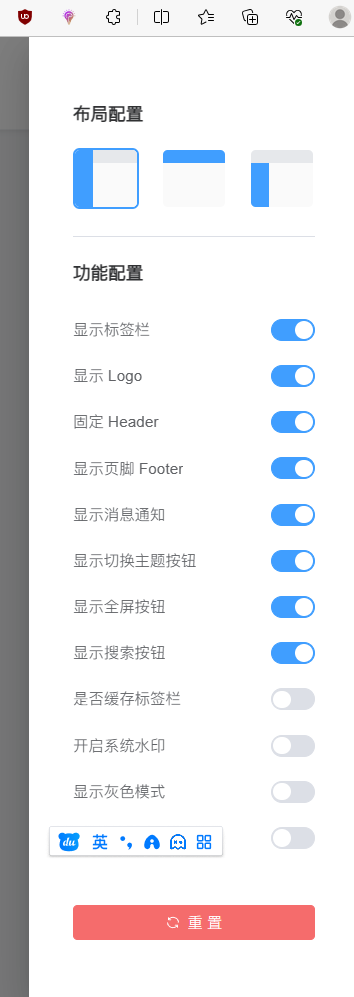 布局配置
功能配置
显示标签栏
显示 Logo
固定 Header
显示页脚 Footer
显示消息通知
显示切换主题按钮
显示全屏按钮
显示搜索按钮
是否缓存标签栏
开启系统水印
显示灰色模式
du 英
重 置